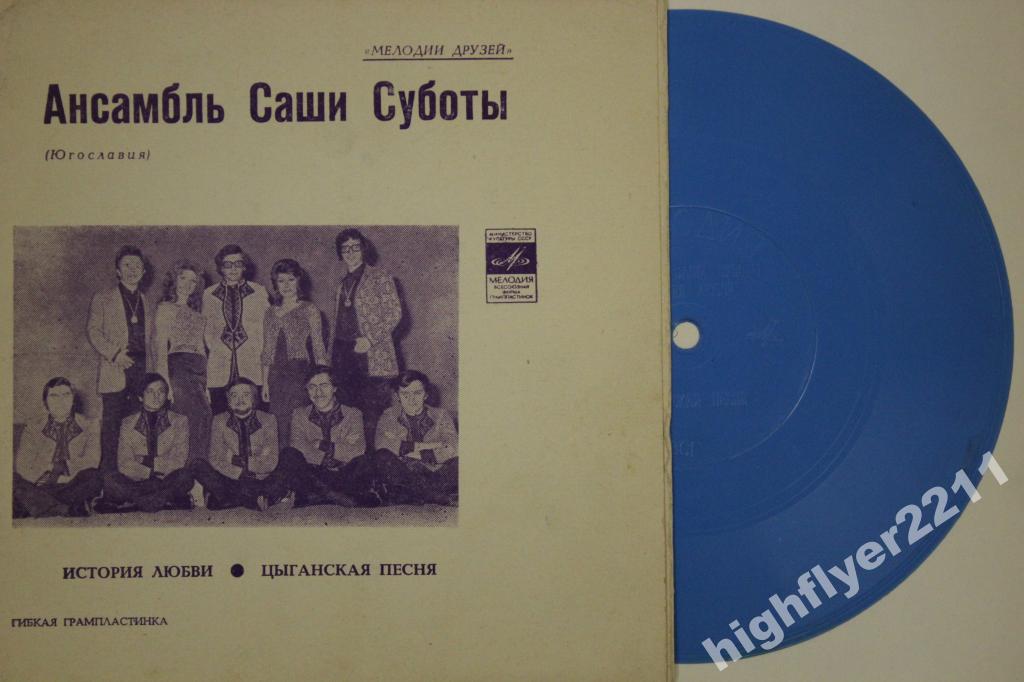 «МЕЛОДИИ ДРУЗЕЙ»
Ансамбль Саши Суботы
(Югославия)
МИНИСТЕРСТВО
КУЛЬТУРЫ СССР
МЕЛОДИЯ
ВСЕСОЮЗНАЯ
ФИРМА
ГРАМПЛАСТИНОК
ИСТОРИЯ ЛЮБВИ ● ЦЫГАНСКАЯ ПЕСНЯ
ГИБКАЯ ГРАМПЛАСТИНКА
highflyer2211